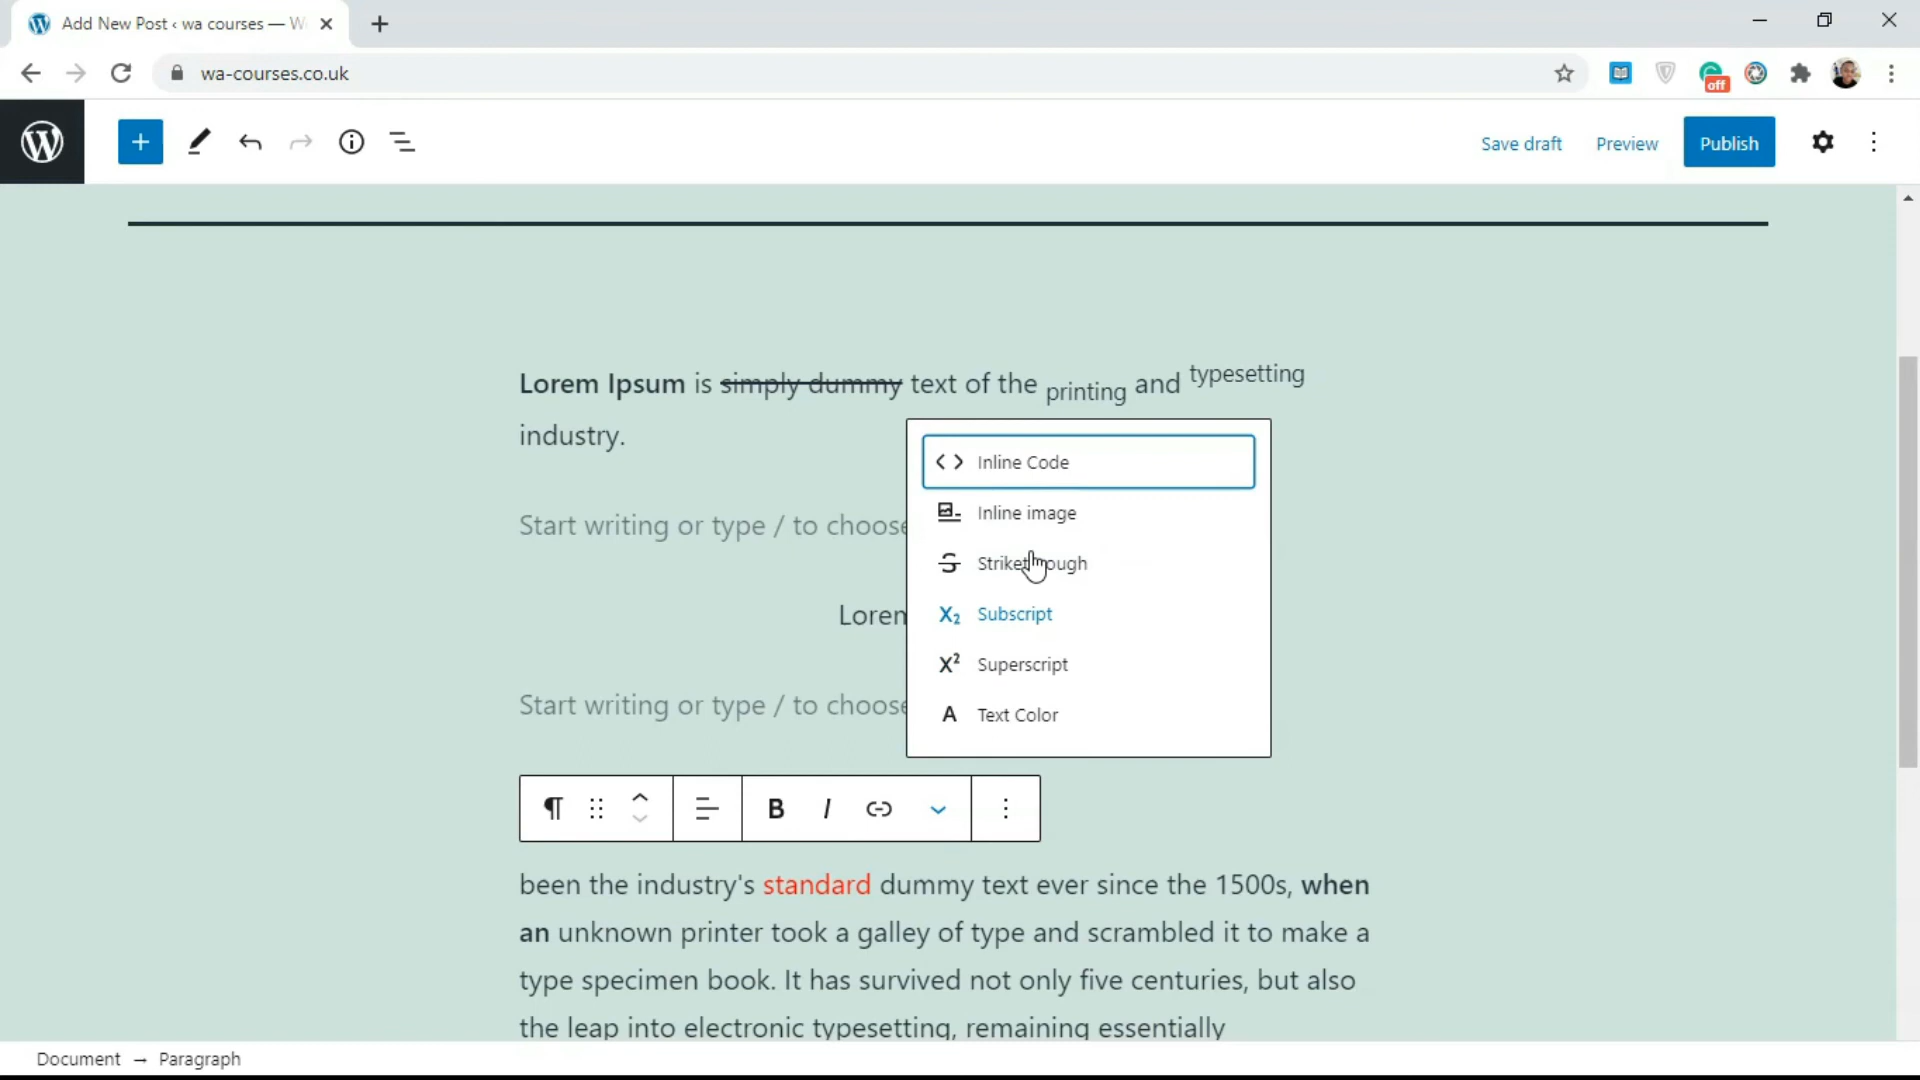 Add New Post ‹ wa courses — W
wa-courses.co.uk
off
Save draft
Preview
Publish
Lorem Ipsum is simply dummy text of the printing and typesetting
industry.
Inline Code
Start writing or type / to choose
Inline image
Strikethrough
Lorem
Subscript
Superscript
Start writing or type / to choose
A Text Color
B I
been the industry's standard dummy text ever since the 1500s, when
an unknown printer took a galley of type and scrambled it to make a
type specimen book. It has survived not only five centuries, but also
the leap into electronic typesetting, remaining essentially
Document → Paragraph